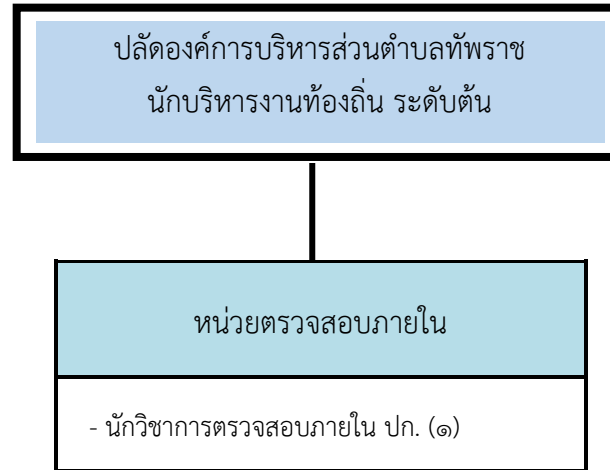 ปลัดองค์การบริหารส่วนตำบลทัพราช
นักบริหารงานท้องถิ่น ระดับต้น
หน่วยตรวจสอบภายใน
- นักวิชาการตรวจสอบภายใน ปก. (๑)